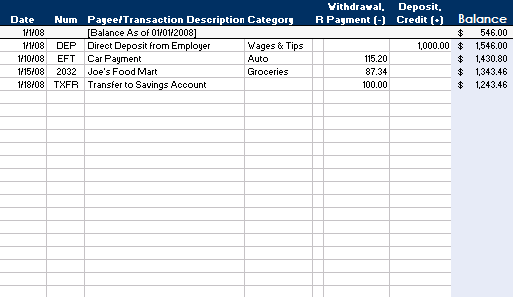 Withdrawal, Deposit,
Date Num Payee/Transaction Description Category R Payment (-) Credit (+) Balance
1/1/08 [Balance As of 01/01/2008] $ 546.00
1/1/08 DEP Direct Deposit from Employer Wages & Tips 1,000.00 $ 1,546.00
1/10/08 EFT Car Payment Auto 115.20 $ 1,430.80
1/15/08 2032 Joe's Food Mart Groceries 87.34 $ 1,343.46
1/18/08 TXFR Transfer to Savings Account 100.00 $ 1,243.46